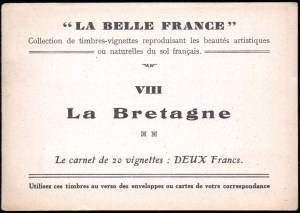 "LA BELLE FRANCE"
Collection de timbres-vignettes reproduisant les beautés artistiques
ou naturelles du sol français.
VIII
La Bretagne
Le carnet de 20 vignettes : DEUX Francs.
Utilisez ces timbres au verso des enveloppes ou cartes de votre correspondance